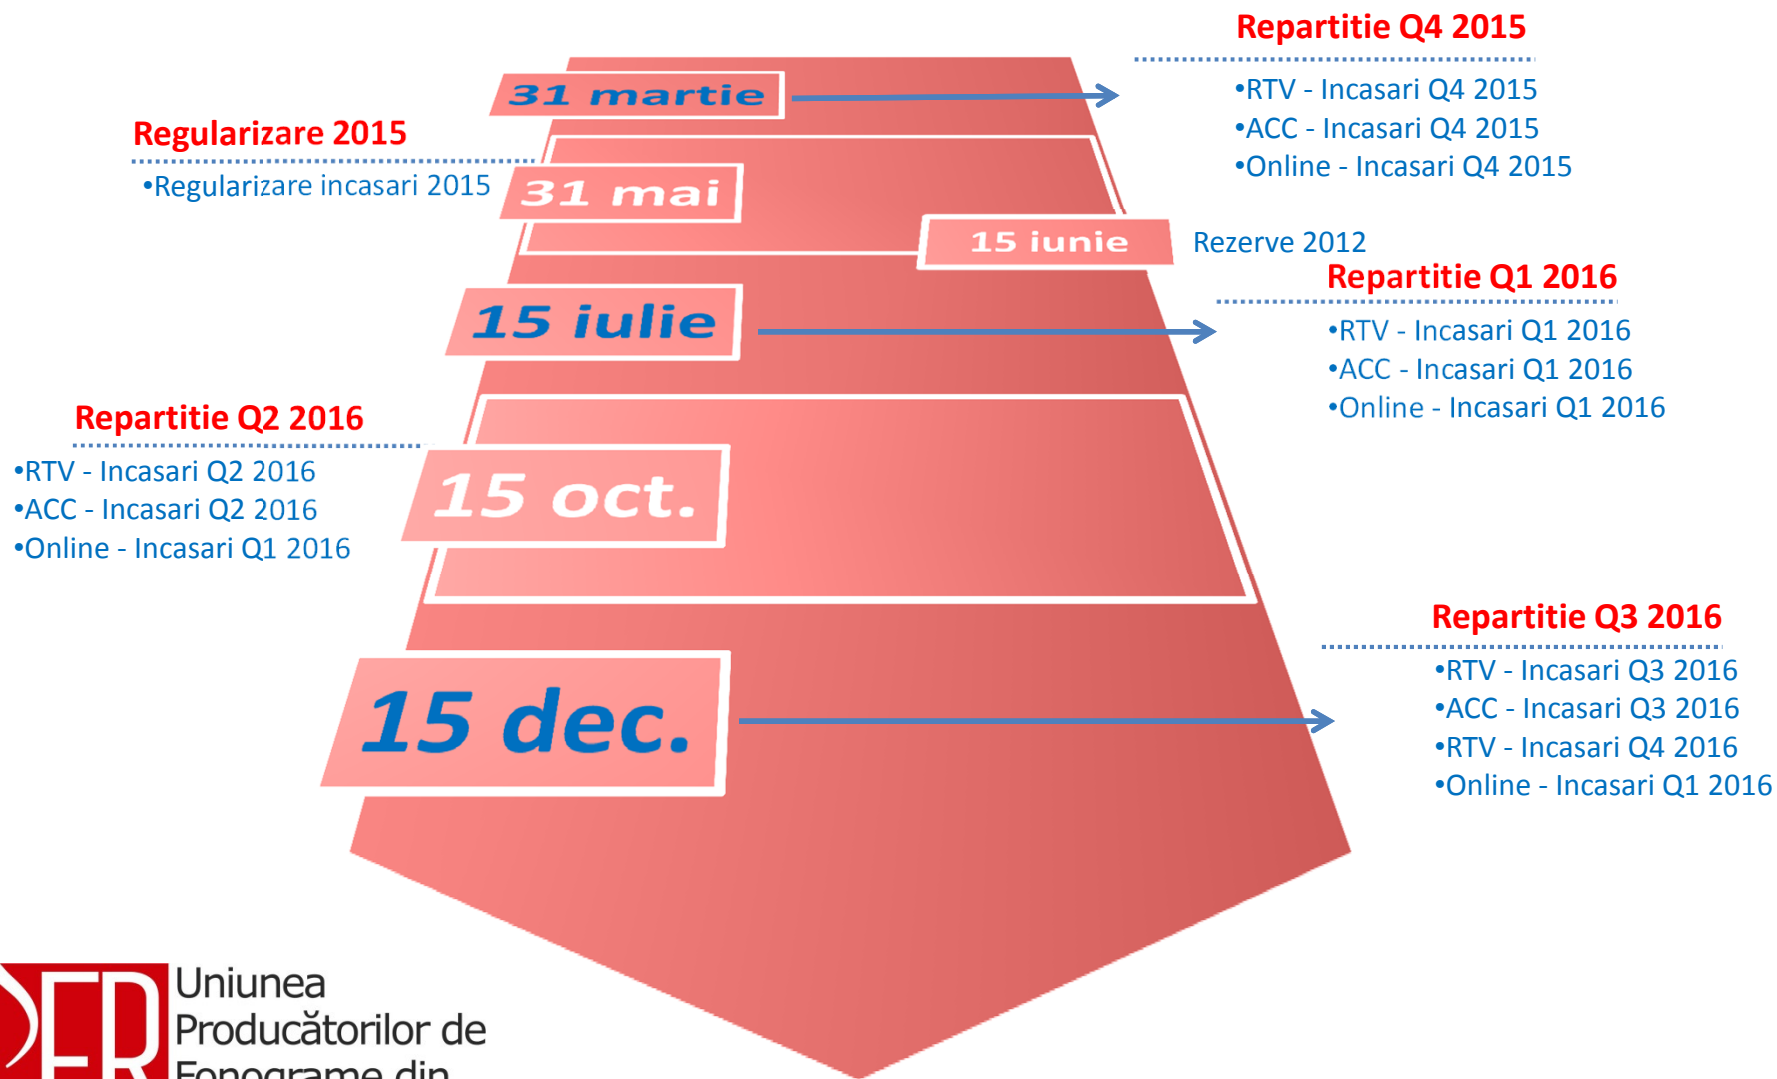 Repartitie Q4 2015
31 martie
•RTV - Incasari Q4 2015
•ACC - Incasari Q4 2015
•Online - Incasari Q4 2015
Regularizare 2015
•Regularizare incasari 2015
31 mai
15 iunie
Rezerve 2012
Repartitie Q1 2016
15 iulie
•RTV - Incasari Q1 2016
•ACC - Incasari Q1 2016
•Online - Incasari Q1 2016
Repartitie Q2 2016
•RTV - Incasari Q2 2016
•ACC - Incasari Q2 2016
•Online - Incasari Q1 2016
15 oct.
Repartitie Q3 2016
15 dec.
•RTV - Incasari Q3 2016
•ACC - Incasari Q3 2016
•RTV - Incasari Q4 2016
•Online - Incasari Q1 2016
Uniunea
Producătorilor de
Fonograme din